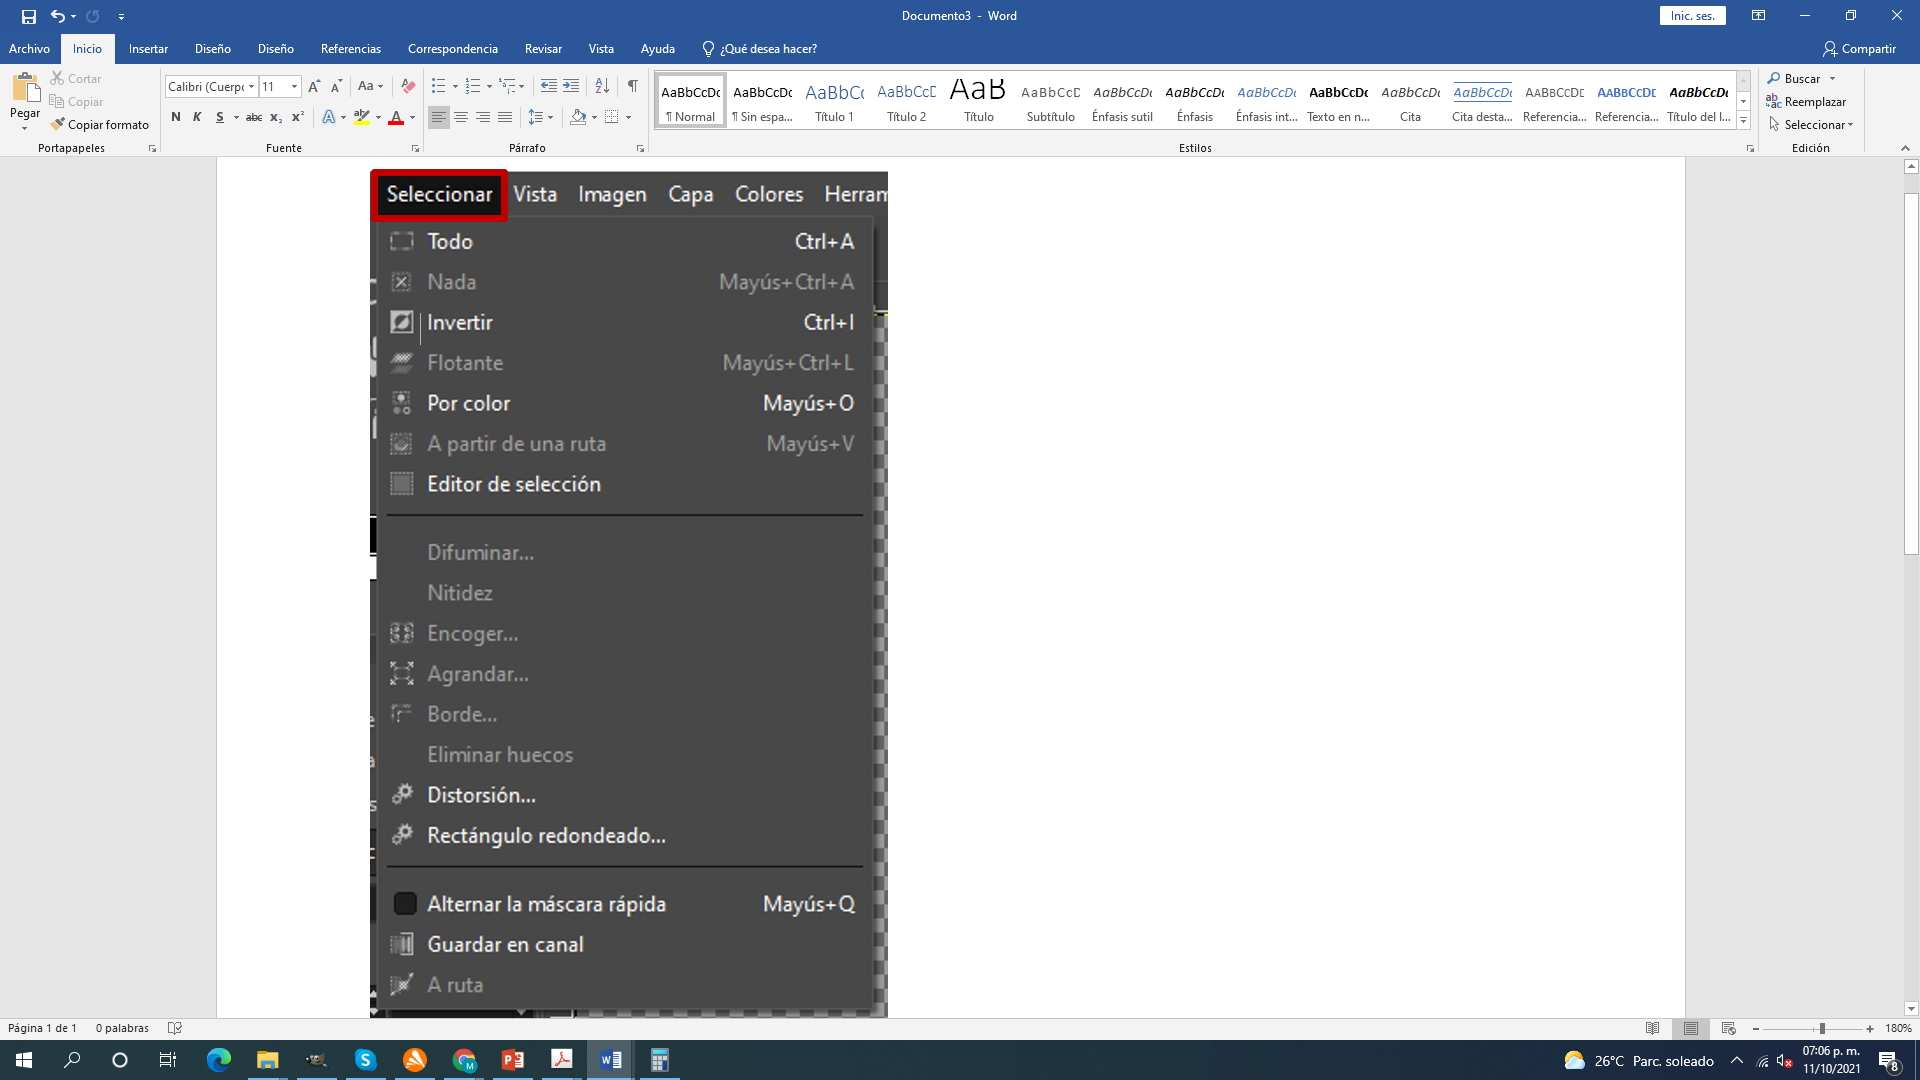 Documento3 - Word
Inic. ses.
Archivo Inicio Insertar Diseño Diseño Referencias Correspondencia Revisar Vista Ayuda ¿Qué desea hacer? Compartir
Pegar
Cortar
Copiar
Copiar formato
Portapapeles
Calibri (Cuerpo 11
Aa
N K S abc x₂ x²
Fuente
Párrafo
AaBbCcDc AaBbCcDc AaBbCc AaBbCcD AaB AaBbCcD AaBbCcDc AaBbCcDc AaBbCcDc AaBbCcDc AaBbCcDc AaBbCcDc AABBCCDE AABBCCDE AaBbCcDc
¶ Normal ¶ Sin espa... Título 1 Título 2 Título Subtítulo Énfasis sutil Énfasis Énfasis int... Texto en n... Cita Cita desta... Referencia... Referencia... Título del l...
Estilos
Buscar
Reemplazar
Seleccionar
Edición
Seleccionar Vista Imagen Capa Colores Herram
Todo Ctrl+A
Nada Mayús+Ctrl+A
Invertir Ctrl+I
Flotante Mayús+Ctrl+L
Por color Mayús+O
A partir de una ruta Mayús+V
Editor de selección
Difuminar...
Nitidez
Encoger...
Agrandar...
Borde...
Eliminar huecos
Distorsión...
Rectángulo redondeado...
Alternar la máscara rápida Mayús+Q
Guardar en canal
A ruta
Página 1 de 1 0 palabras
180%
26°C Parc. soleado
07:06 p. m.
11/10/2021
8